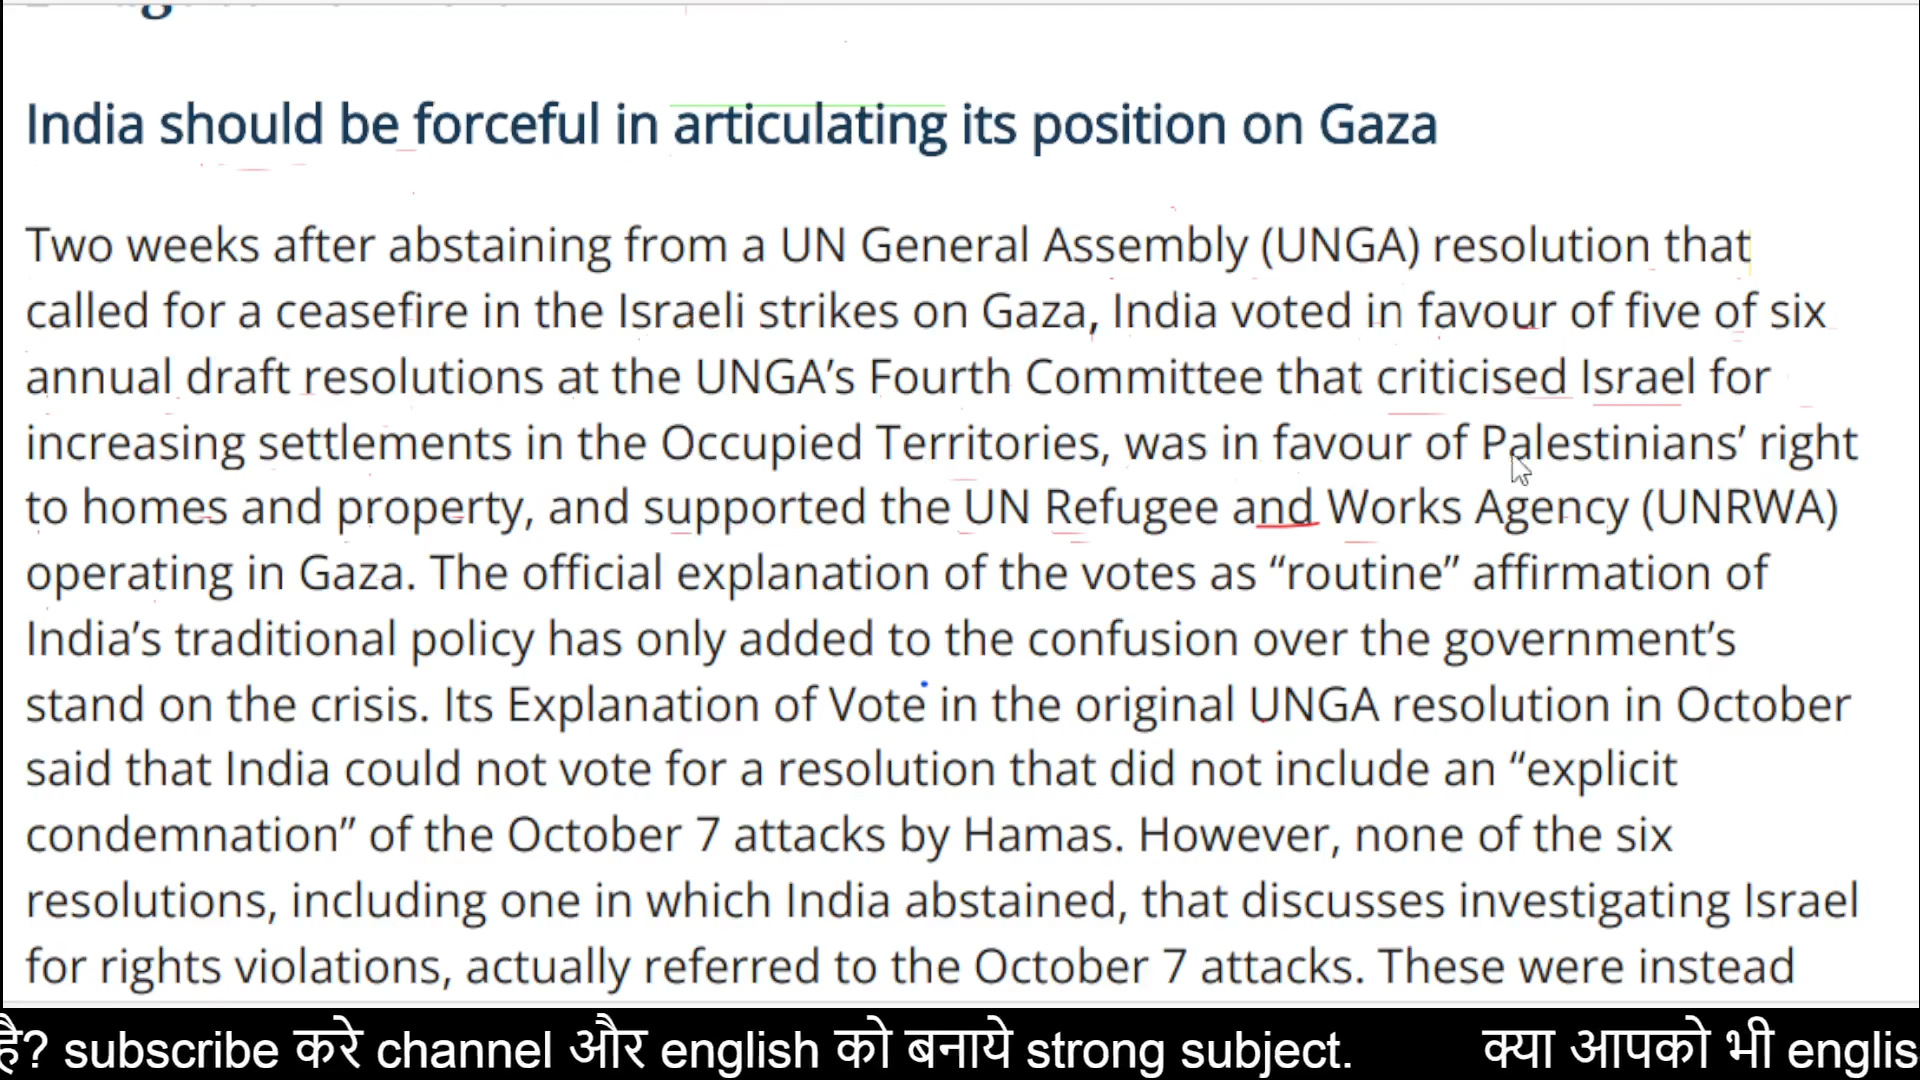 India should be forceful in articulating its position on Gaza
Two weeks after abstaining from a UN General Assembly (UNGA) resolution that
called for a ceasefire in the Israeli strikes on Gaza, India voted in favour of five of six
annual draft resolutions at the UNGA’s Fourth Committee that criticised Israel for
increasing settlements in the Occupied Territories, was in favour of Palestinians’ right
to homes and property, and supported the UN Refugee and Works Agency (UNRWA)
operating in Gaza. The official explanation of the votes as “routine” affirmation of
India’s traditional policy has only added to the confusion over the government’s
stand on the crisis. Its Explanation of Vote in the original UNGA resolution in October
said that India could not vote for a resolution that did not include an “explicit
condemnation” of the October 7 attacks by Hamas. However, none of the six
resolutions, including one in which India abstained, that discusses investigating Israel
for rights violations, actually referred to the October 7 attacks. These were instead
है? subscribe करे channel और english को बनाये strong subject. क्या आपको भी englis